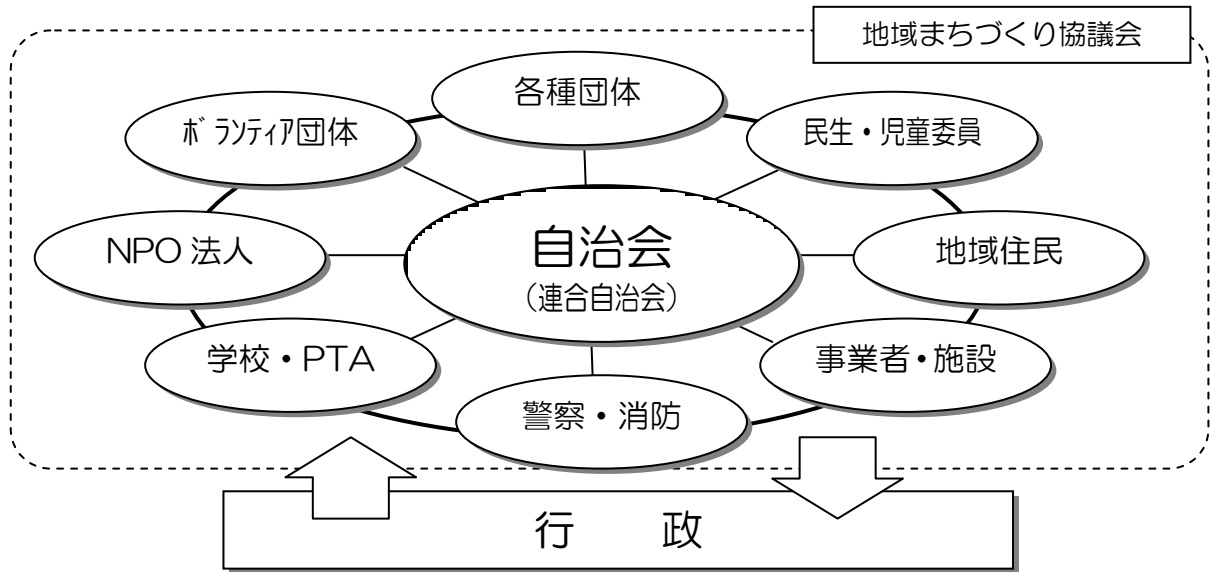 地域まちづくり協議会
各種団体
ﾎﾞﾗﾝﾃｨｱ団体
民生・児童委員
NPO 法人
自治会
（連合自治会）
地域住民
学校・PTA
事業者・施設
警察・消防
行　　政